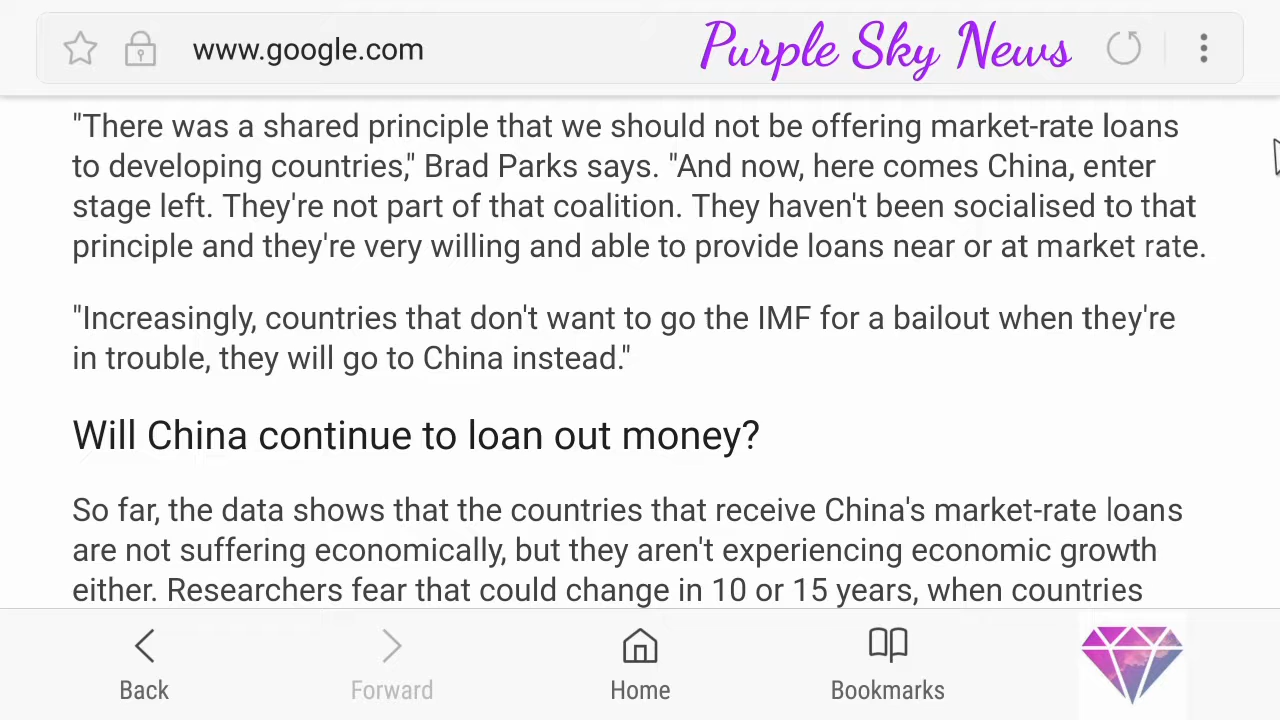 www.google.com
Purple Sky News
"There was a shared principle that we should not be offering market-rate loans
to developing countries," Brad Parks says. "And now, here comes China, enter
stage left. They're not part of that coalition. They haven't been socialised to that
principle and they're very willing and able to provide loans near or at market rate.
"Increasingly, countries that don't want to go the IMF for a bailout when they're
in trouble, they will go to China instead."
Will China continue to loan out money?
So far, the data shows that the countries that receive China's market-rate loans
are not suffering economically, but they aren't experiencing economic growth
either. Researchers fear that could change in 10 or 15 years, when countries
Back
Forward
Home
Bookmarks